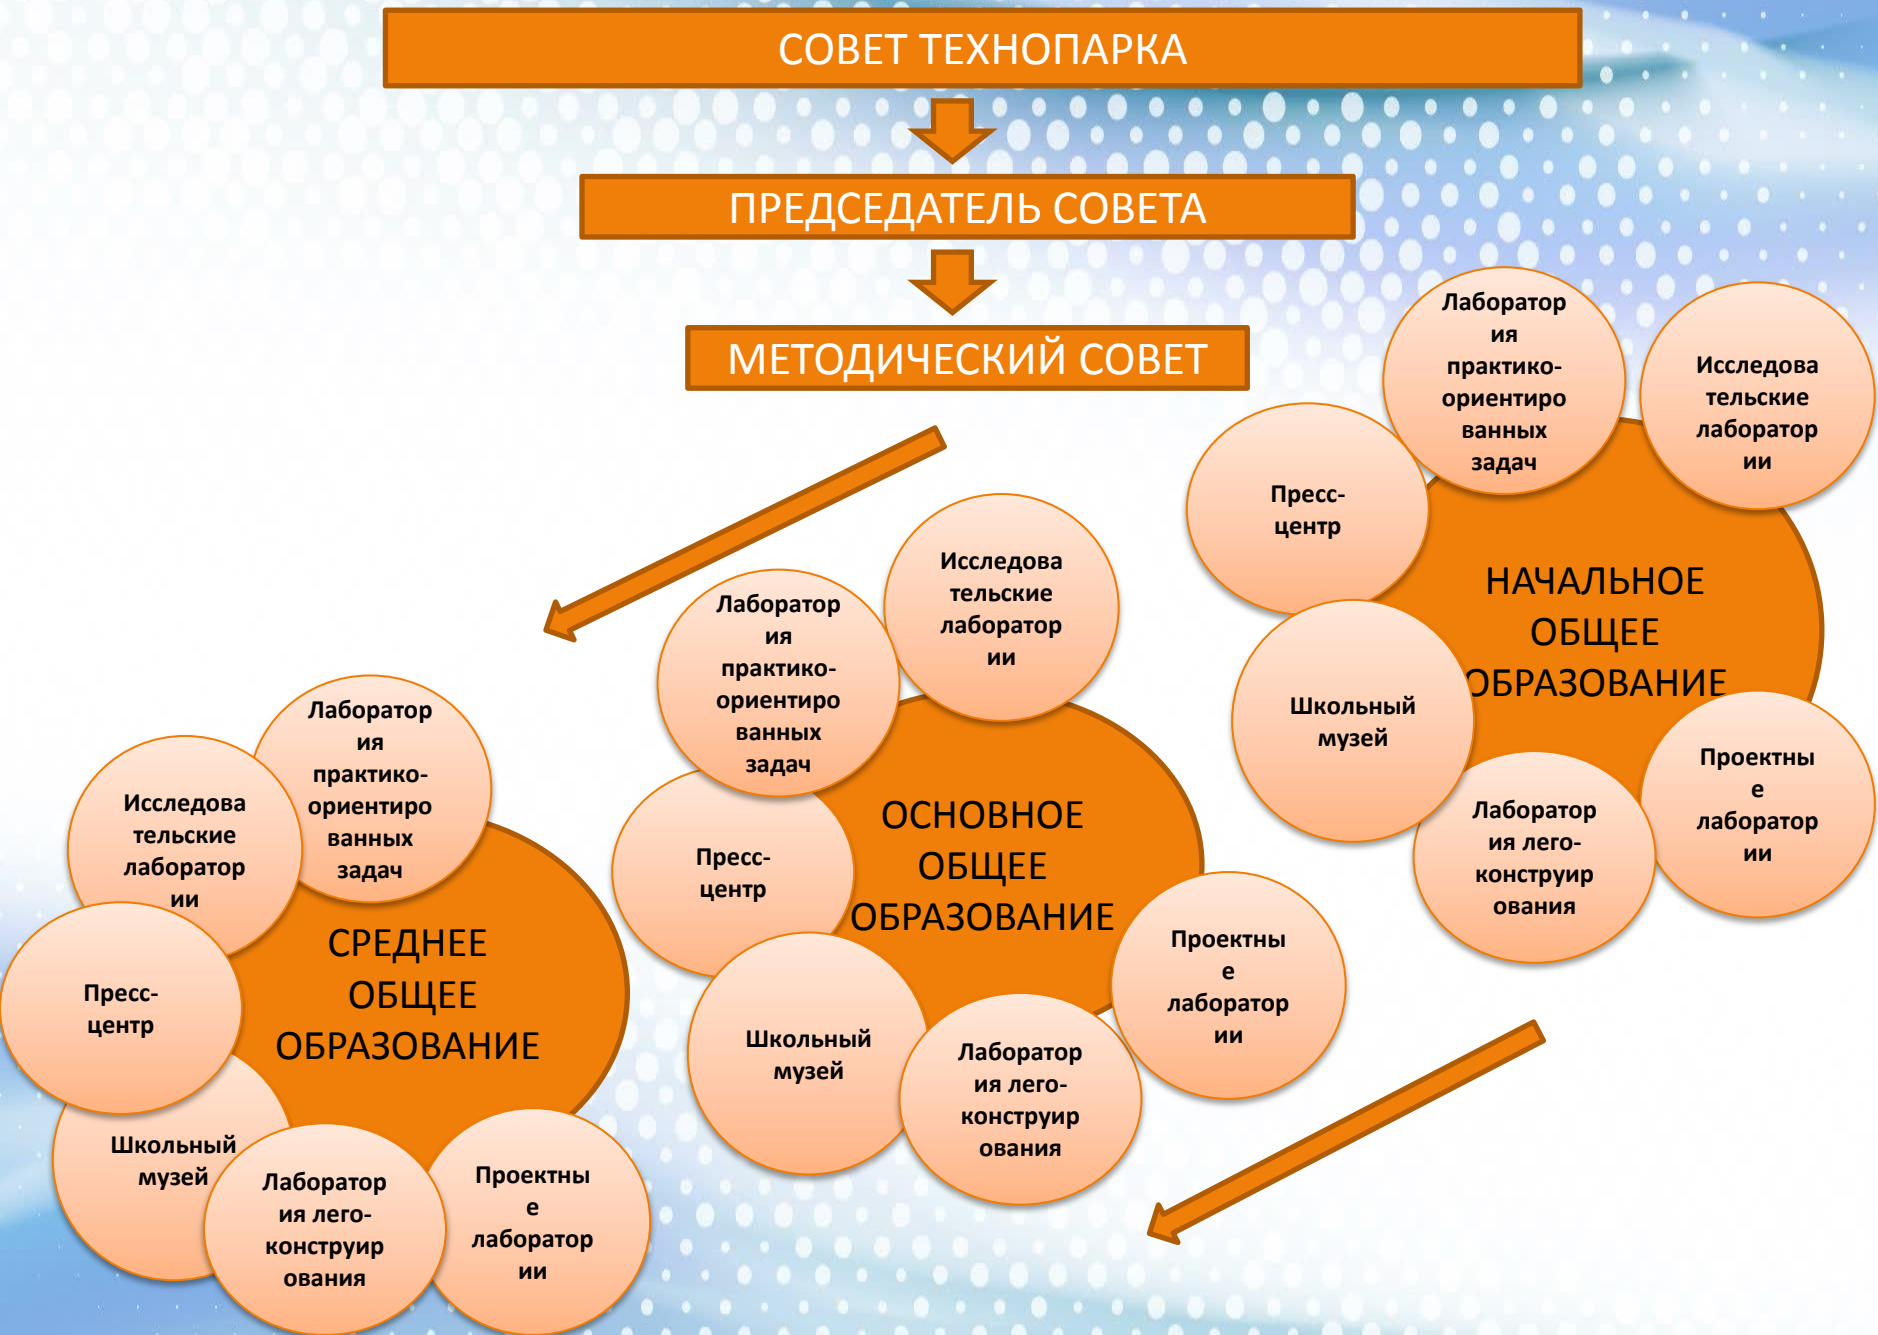 СОВЕТ ТЕХНОПАРКА
ПРЕДСЕДАТЕЛЬ СОВЕТА
МЕТОДИЧЕСКИЙ СОВЕТ
Лаборатор
ия
практико-
ориентиро
ванных
задач
Исследова
тельские
лаборатор
ии
Пресс-
центр
НАЧАЛЬНОЕ
ОБЩЕЕ
ОБРАЗОВАНИЕ
Школьный
музей
Проектны
е
лаборатор
ии
Лаборатор
ия лего-
конструир
ования
Исследова
тельские
лаборатор
ии
Лаборатор
ия
практико-
ориентиро
ванных
задач
Пресс-
центр
ОСНОВНОЕ
ОБЩЕЕ
ОБРАЗОВАНИЕ
Проектны
е
лаборатор
ии
Школьный
музей
Лаборатор
ия лего-
конструир
ования
Лаборатор
ия
практико-
ориентиро
ванных
задач
Исследова
тельские
лаборатор
ии
Пресс-
центр
СРЕДНЕЕ
ОБЩЕЕ
ОБРАЗОВАНИЕ
Школьный
музей
Лаборатор
ия лего-
конструир
ования
Проектны
е
лаборатор
ии